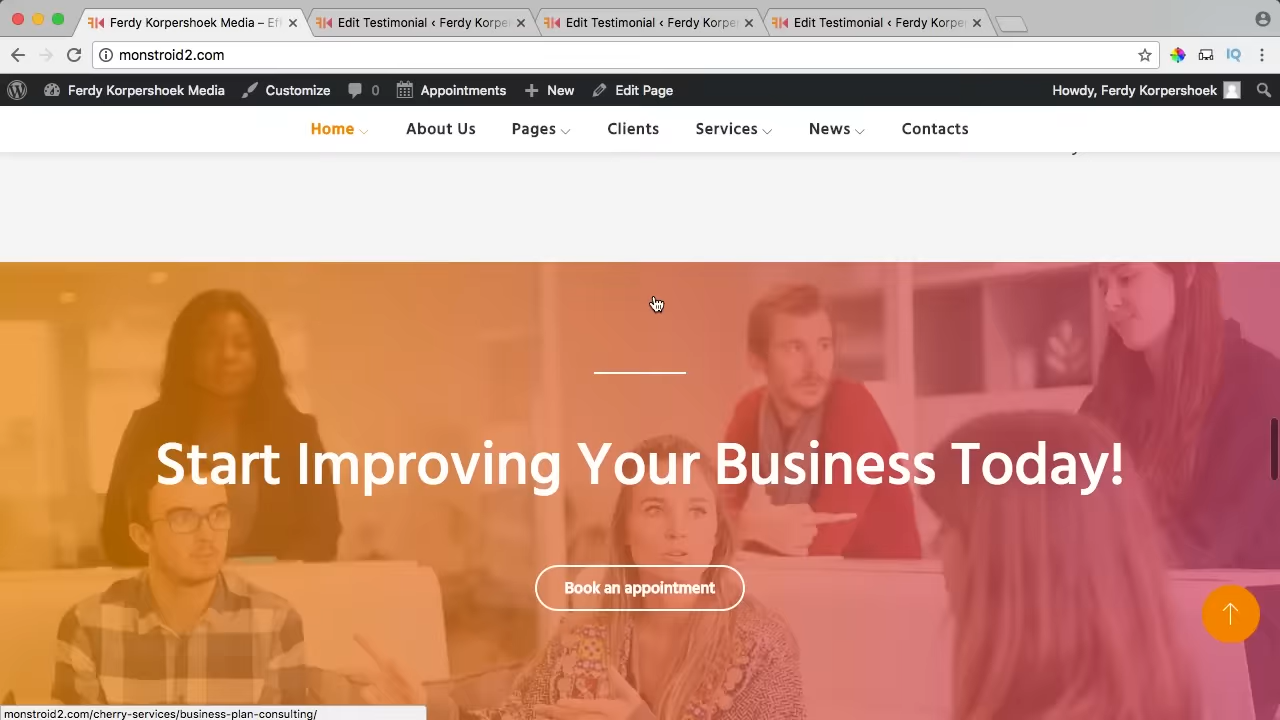 Ferdy Korpershoek Media – Ef
Edit Testimonial ‹ Ferdy Korpe
Edit Testimonial ‹ Ferdy Korpe
Edit Testimonial ‹ Ferdy Korpe
monstroid2.com
Ferdy Korpershoek Media
Customize
0
Appointments
New
Edit Page
Howdy, Ferdy Korpershoek
Home
About Us
Pages
Clients
Services
News
Contacts
Start Improving Your Business Today!
Book an appointment
monstroid2.com/cherry-services/business-plan-consulting/